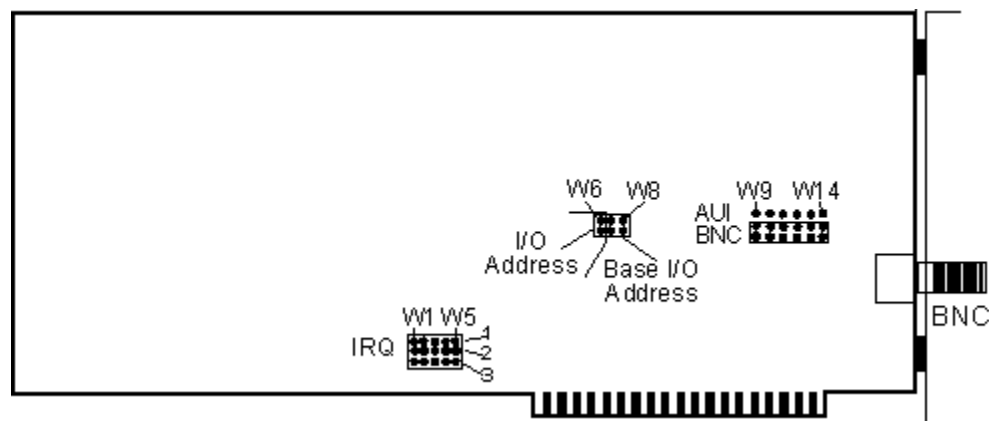 W6 W8
W9 W14
AUI
BNC
I/O
Address
Base I/O
Address
BNC
W1 W5
IRQ
1
2
3